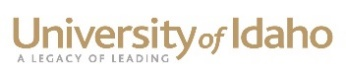 University of Idaho
A LEGACY OF LEADING